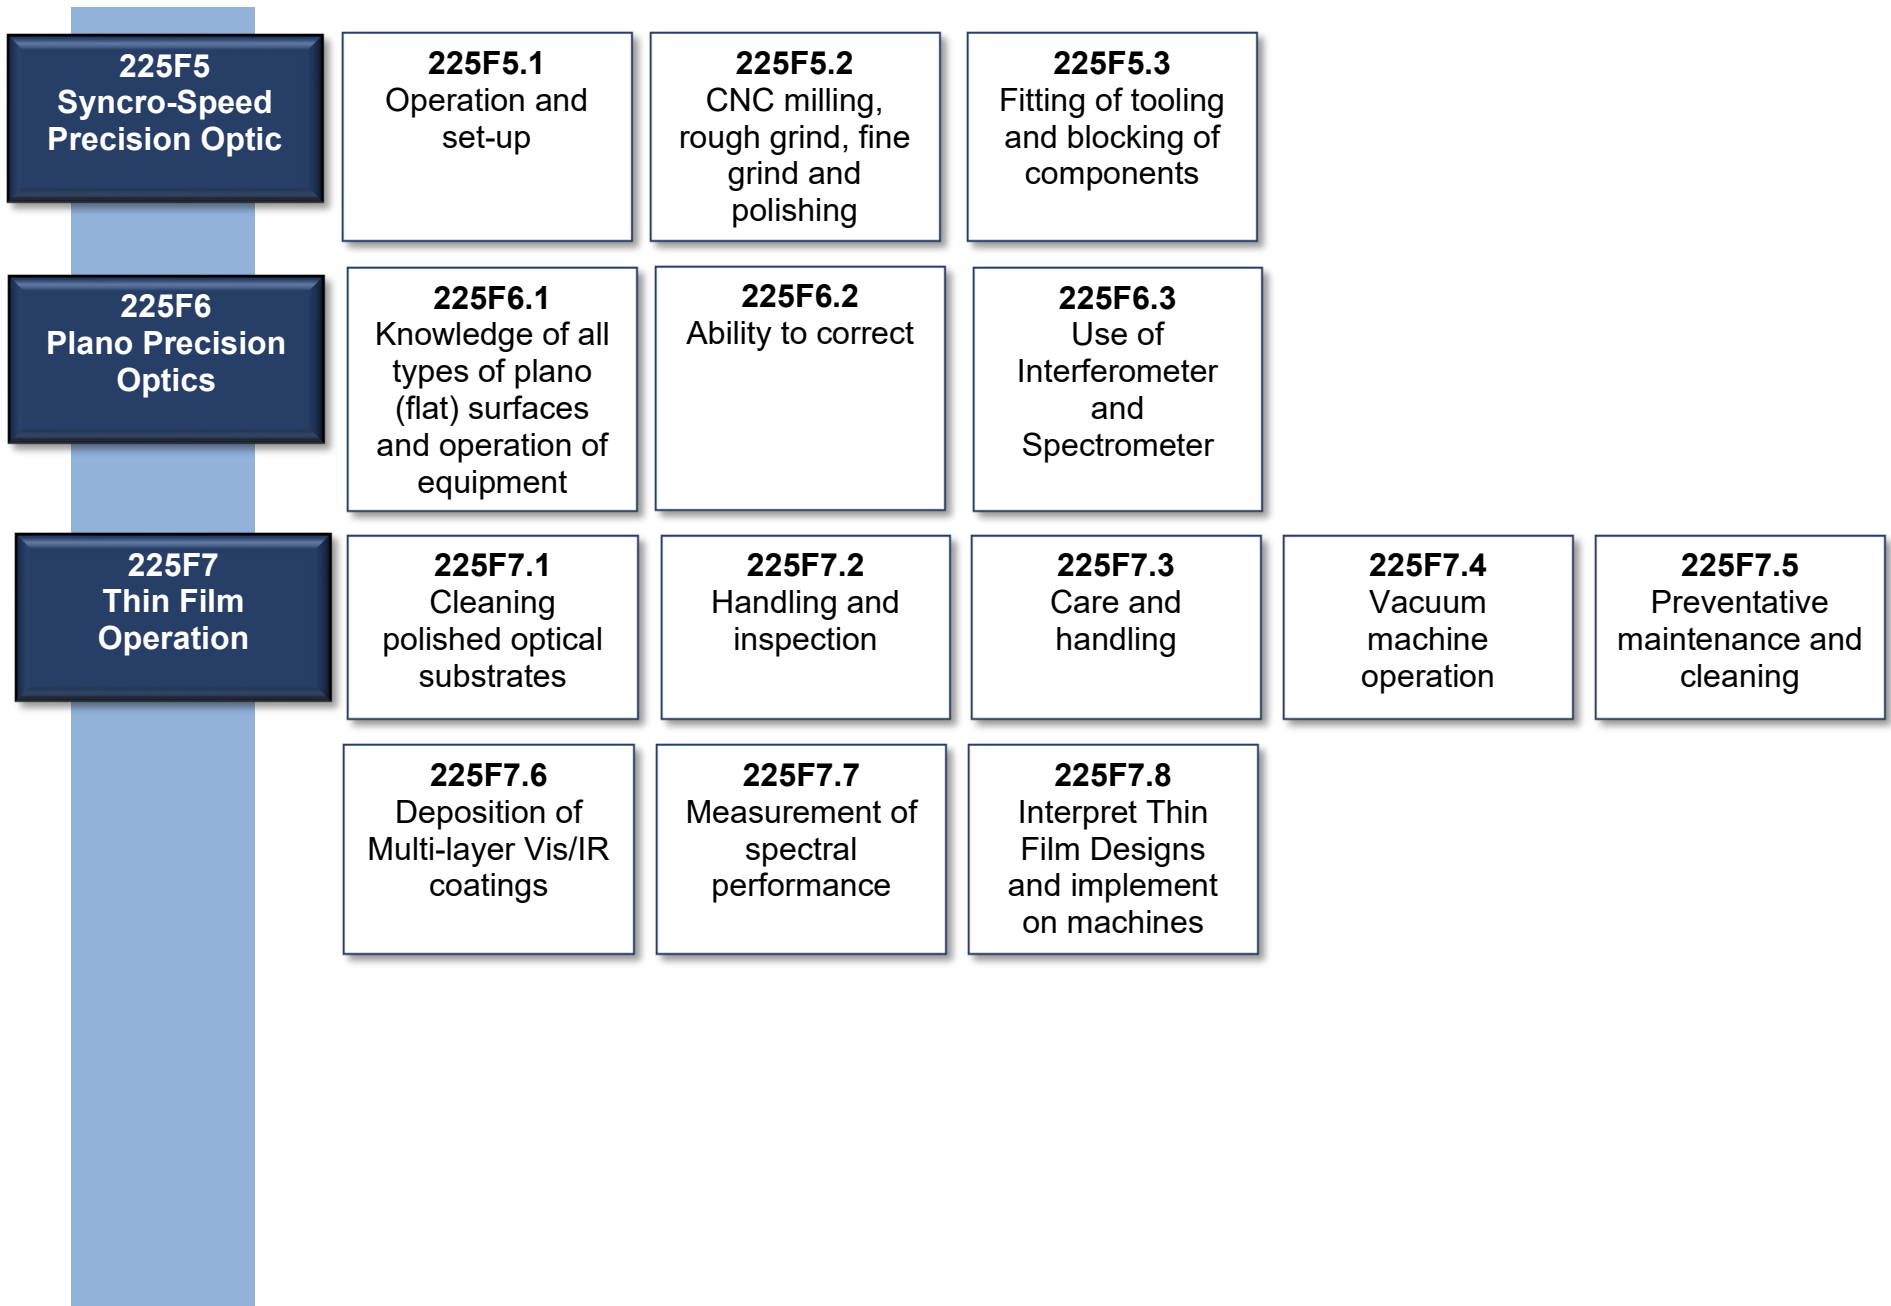 225F5
Syncro-Speed
Precision Optic
225F5.1
Operation and
set-up
225F5.2
CNC milling,
rough grind, fine
grind and
polishing
225F5.3
Fitting of tooling
and blocking of
components
225F6
Plano Precision
Optics
225F6.1
Knowledge of all
types of plano
(flat) surfaces
and operation of
equipment
225F6.2
Ability to correct
225F6.3
Use of
Interferometer
and
Spectrometer
225F7
Thin Film
Operation
225F7.1
Cleaning
polished optical
substrates
225F7.2
Handling and
inspection
225F7.3
Care and
handling
225F7.4
Vacuum
machine
operation
225F7.5
Preventative
maintenance and
cleaning
225F7.6
Deposition of
Multi-layer Vis/IR
coatings
225F7.7
Measurement of
spectral
performance
225F7.8
Interpret Thin
Film Designs
and implement
on machines